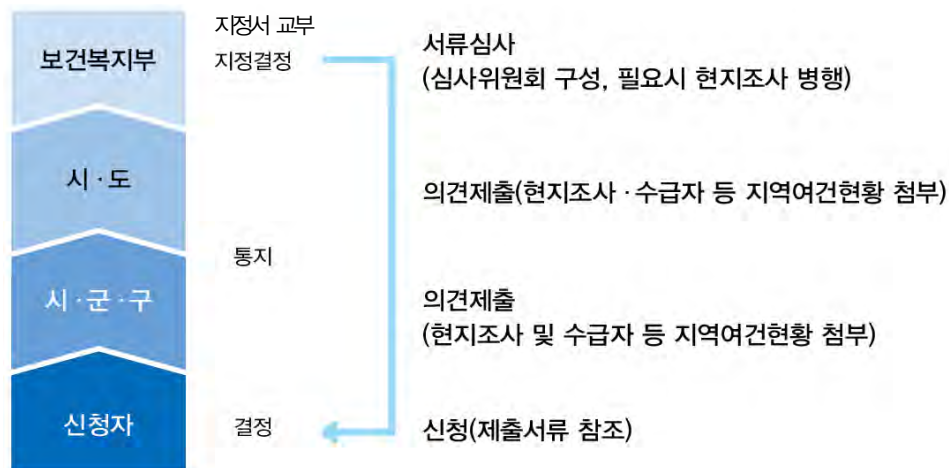 보건복지부
지정서 교부
지정결정
서류심사
(심사위원회 구성, 필요시 현지조사 병행)
시·도
의견제출(현지조사·수급자 등 지역여건현황 첨부)
통지
시·군·구
의견제출
(현지조사 및 수급자 등 지역여건현황 첨부)
신청자
결정
신청(제출서류 참조)